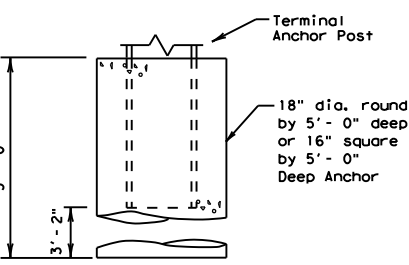 Terminal
Anchor Post
18" dia. round
by 5'- 0" deep
or 16" square
by 5'- 0"
Deep Anchor
3'-2"